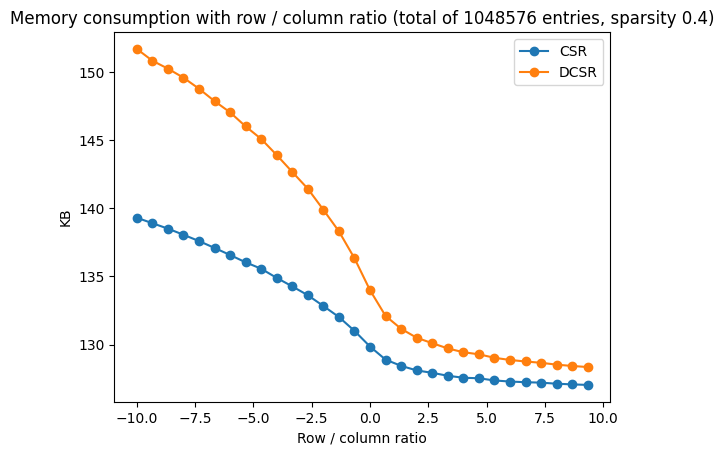 Memory consumption with row / column ratio (total of 1048576 entries, sparsity 0.4)
CSR
DCSR
150
145
140
135
130
KB
−10.0 −7.5 −5.0 −2.5 0.0 2.5 5.0 7.5 10.0
Row / column ratio